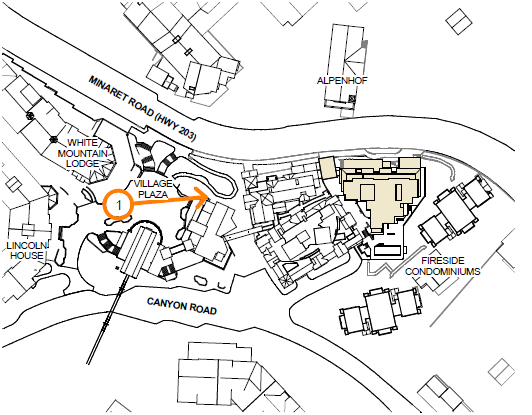 ALPENHOF
MINARET ROAD (HWY 203)
WHITE
MOUNTAIN
LODGE
VILLAGE
PLAZA
1
LINCOLN
HOUSE
FIRESIDE
CONDOMINIUMS
CANYON ROAD